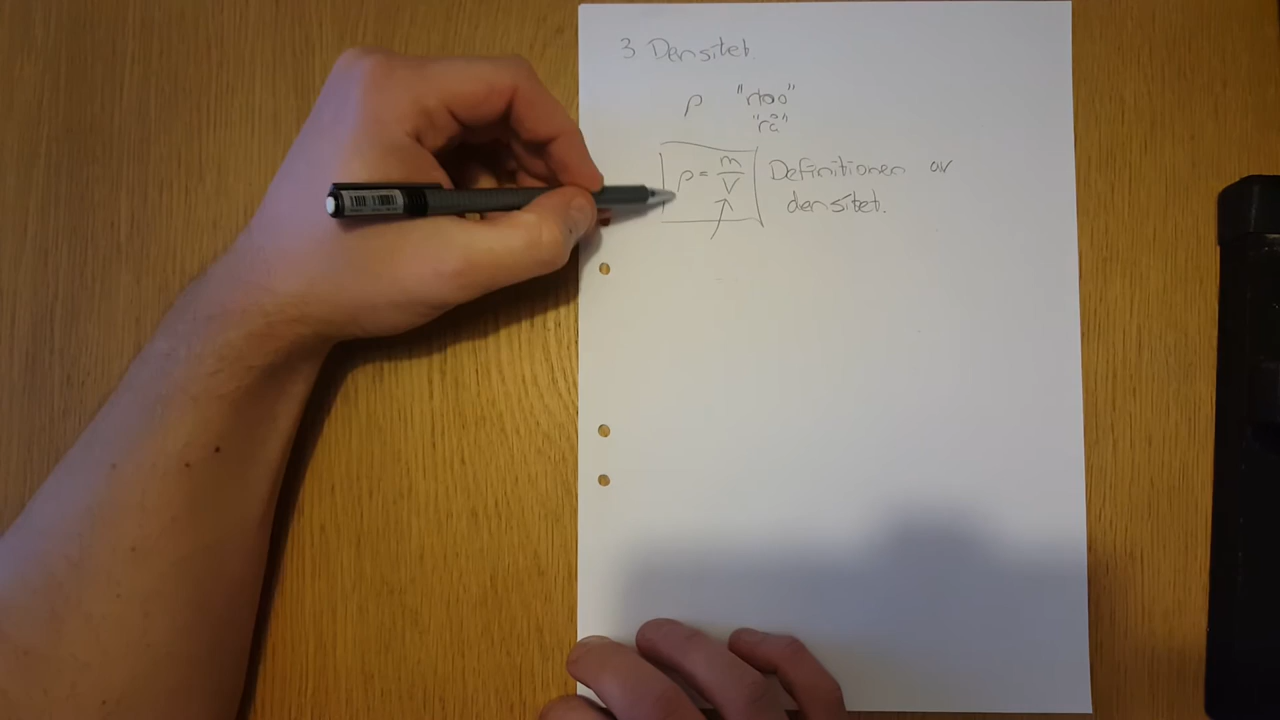 3 Densitet.
ρ "rhoo"
"rå"
ρ = m/V Definitionen av
densitet.